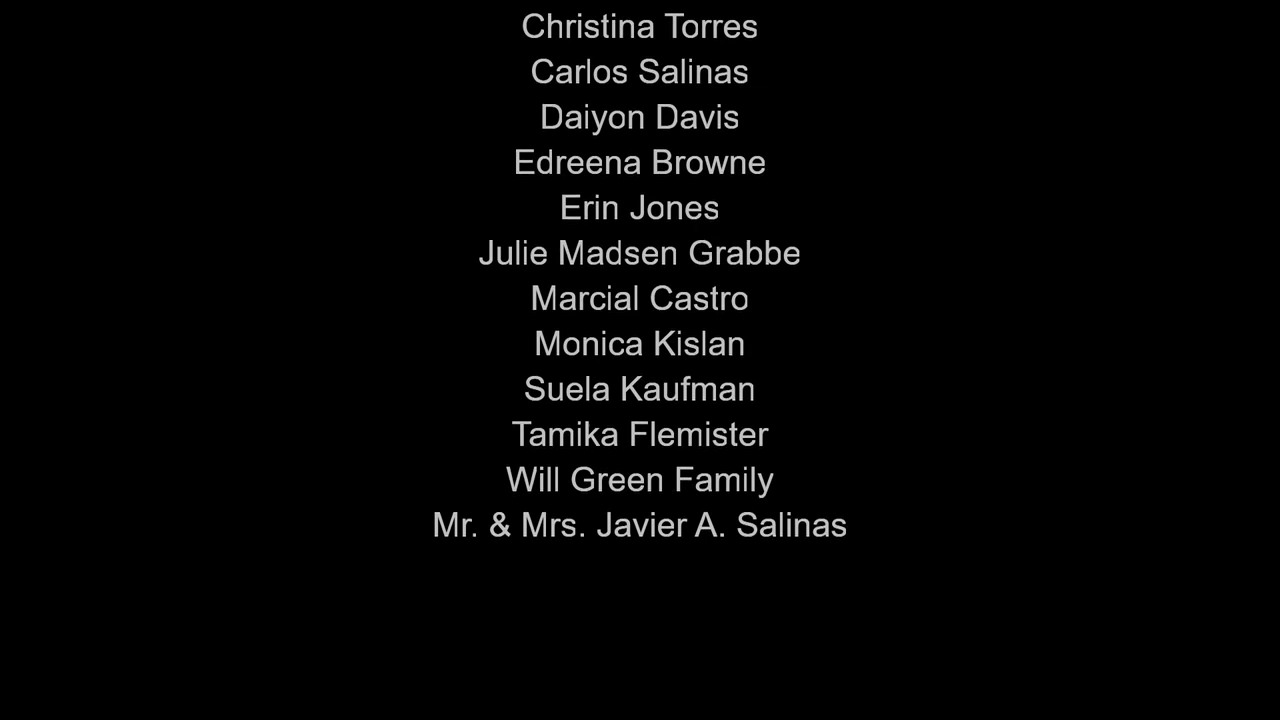 Christina Torres
Carlos Salinas
Daiyon Davis
Edreena Browne
Erin Jones
Julie Madsen Grabbe
Marcial Castro
Monica Kislan
Suela Kaufman
Tamika Flemister
Will Green Family
Mr. & Mrs. Javier A. Salinas